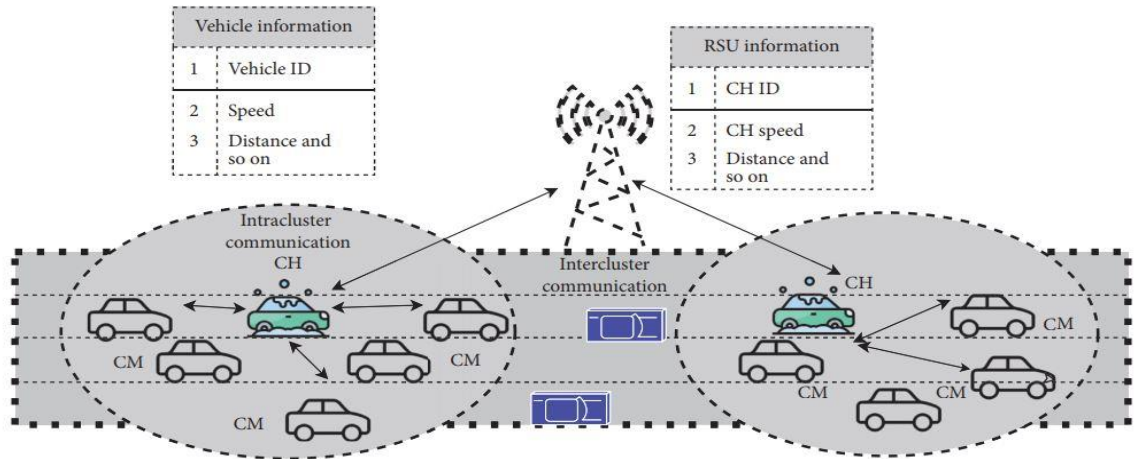 Vehicle information
1 Vehicle ID
2 Speed
3 Distance and
so on
RSU information
1 CH ID
2 CH speed
3 Distance and
so on
Intracluster
communication
CH
CM
CM
CM
Intercluster
communication
CH
CM
CM
CM